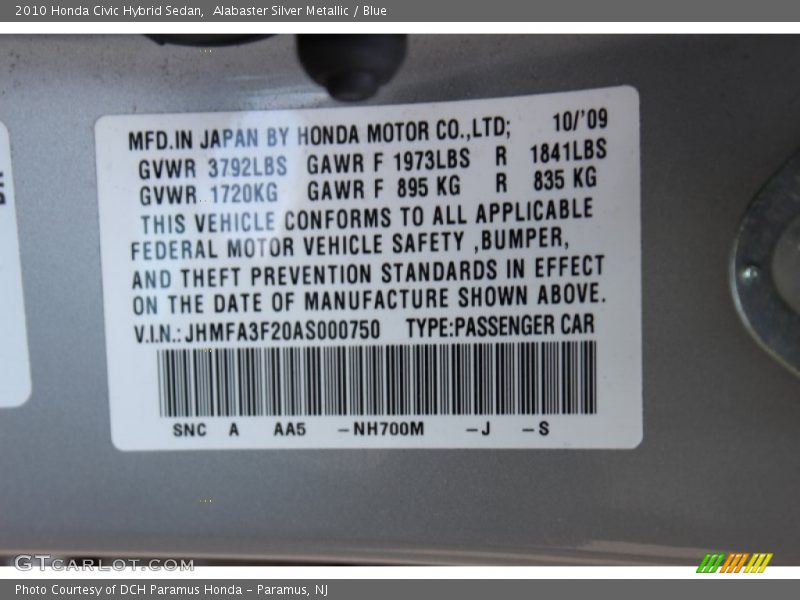 2010 Honda Civic Hybrid Sedan,  Alabaster Silver Metallic / Blue
MFD.IN JAPAN BY HONDA MOTOR CO.,LTD; 10/'09
GVWR 3792LBS GAWR F 1973LBS R 1841LBS
GVWR 1720KG GAWR F 895 KG R 835 KG
THIS VEHICLE CONFORMS TO ALL APPLICABLE
FEDERAL MOTOR VEHICLE SAFETY ,BUMPER,
AND THEFT PREVENTION STANDARDS IN EFFECT
ON THE DATE OF MANUFACTURE SHOWN ABOVE.
V.I.N.:JHMFA3F20AS000750 TYPE:PASSENGER CAR
SNC A AA5 -NH700M -J -S
GTCARLOT.COM
Photo Courtesy of DCH Paramus Honda - Paramus, NJ